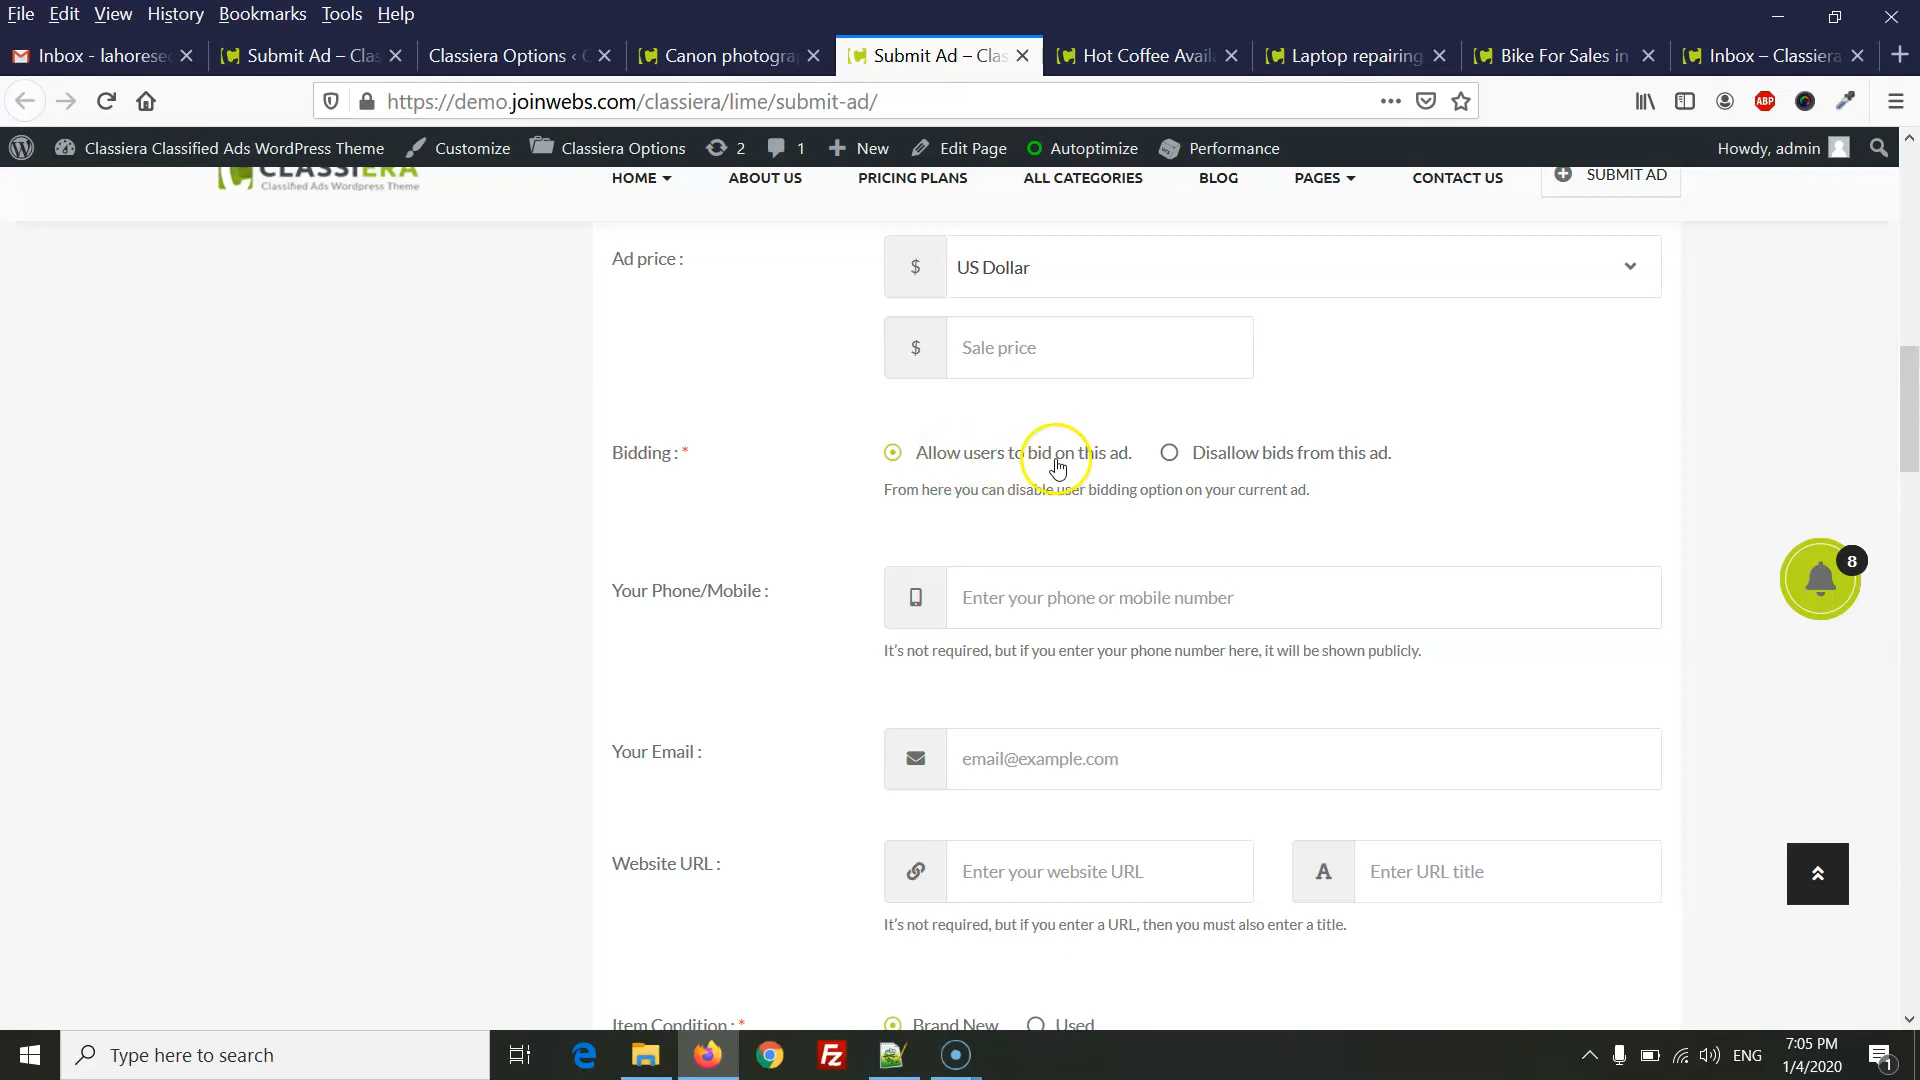 File Edit View History Bookmarks Tools Help
Inbox - lahorese Submit Ad – Clas Classiera Options ‹ C Canon photogra Submit Ad – Clas Hot Coffee Avail Laptop repairing Bike For Sales in Inbox – Classiera
https://demo.joinwebs.com/classiera/lime/submit-ad/
ABP
Classiera Classified Ads WordPress Theme Customize Classiera Options 2 1 New Edit Page Autoptimize Performance Howdy, admin
CLASSIERA
Classified Ads Wordpress Theme
HOME ABOUT US PRICING PLANS ALL CATEGORIES BLOG PAGES CONTACT US SUBMIT AD
Ad price : $ US Dollar
$ Sale price
Bidding : * Allow users to bid on this ad. Disallow bids from this ad.
From here you can disable user bidding option on your current ad.
8
Your Phone/Mobile : Enter your phone or mobile number
It's not required, but if you enter your phone number here, it will be shown publicly.
Your Email : email@example.com
Website URL : Enter your website URL A Enter URL title
It's not required, but if you enter a URL, then you must also enter a title.
Item Condition : * Brand New Used
Type here to search
ENG
7:05 PM
1/4/2020
1